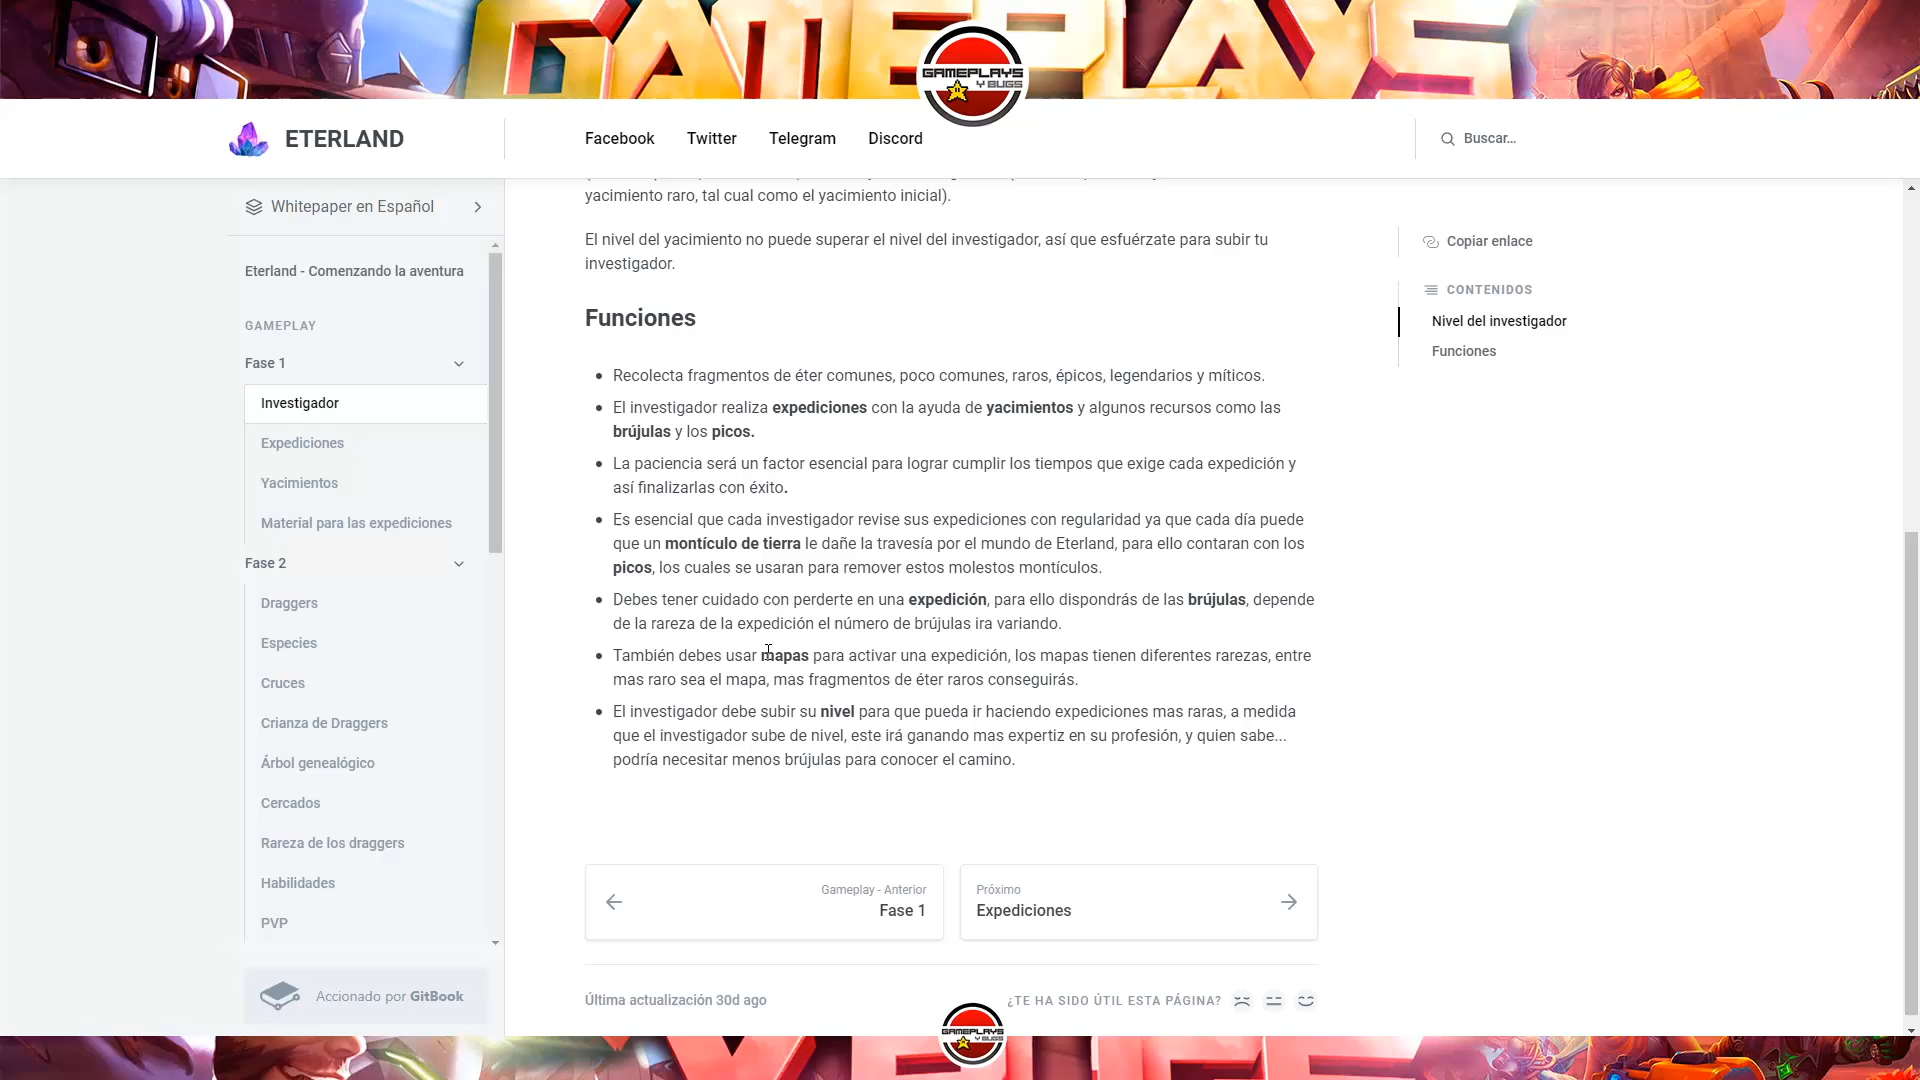 GAMEPLAYS
GAMEPLAYS
Y BUGS
ETERLAND
Facebook
Twitter
Telegram
Discord
Buscar...
Whitepaper en Español
Eterland - Comenzando la aventura
GAMEPLAY
Fase 1
Investigador
Expediciones
Yacimientos
Material para las expediciones
Fase 2
Draggers
Especies
Cruces
Crianza de Draggers
Árbol genealógico
Cercados
Rareza de los draggers
Habilidades
PVP
Accionado por GitBook
yacimiento raro, tal cual como el yacimiento inicial).
El nivel del yacimiento no puede superar el nivel del investigador, así que esfuérzate para subir tu
investigador.
Funciones
Recolecta fragmentos de éter comunes, poco comunes, raros, épicos, legendarios y míticos.
El investigador realiza expediciones con la ayuda de yacimientos y algunos recursos como las
brújulas y los picos.
La paciencia será un factor esencial para lograr cumplir los tiempos que exige cada expedición y
así finalizarlas con éxito.
Es esencial que cada investigador revise sus expediciones con regularidad ya que cada día puede
que un montículo de tierra le dañe la travesía por el mundo de Eterland, para ello contaran con los
picos, los cuales se usaran para remover estos molestos montículos.
Debes tener cuidado con perderte en una expedición, para ello dispondrás de las brújulas, depende
de la rareza de la expedición el número de brújulas ira variando.
También debes usar mapas para activar una expedición, los mapas tienen diferentes rarezas, entre
mas raro sea el mapa, mas fragmentos de éter raros conseguirás.
El investigador debe subir su nivel para que pueda ir haciendo expediciones mas raras, a medida
que el investigador sube de nivel, este irá ganando mas expertiz en su profesión, y quien sabe...
podría necesitar menos brújulas para conocer el camino.
Gameplay - Anterior
Fase 1
Próximo
Expediciones
Última actualización 30d ago
¿TE HA SIDO ÚTIL ESTA PÁGINA?
Copiar enlace
CONTENIDOS
Nivel del investigador
Funciones
GAMEPLAYS
Y BUGS